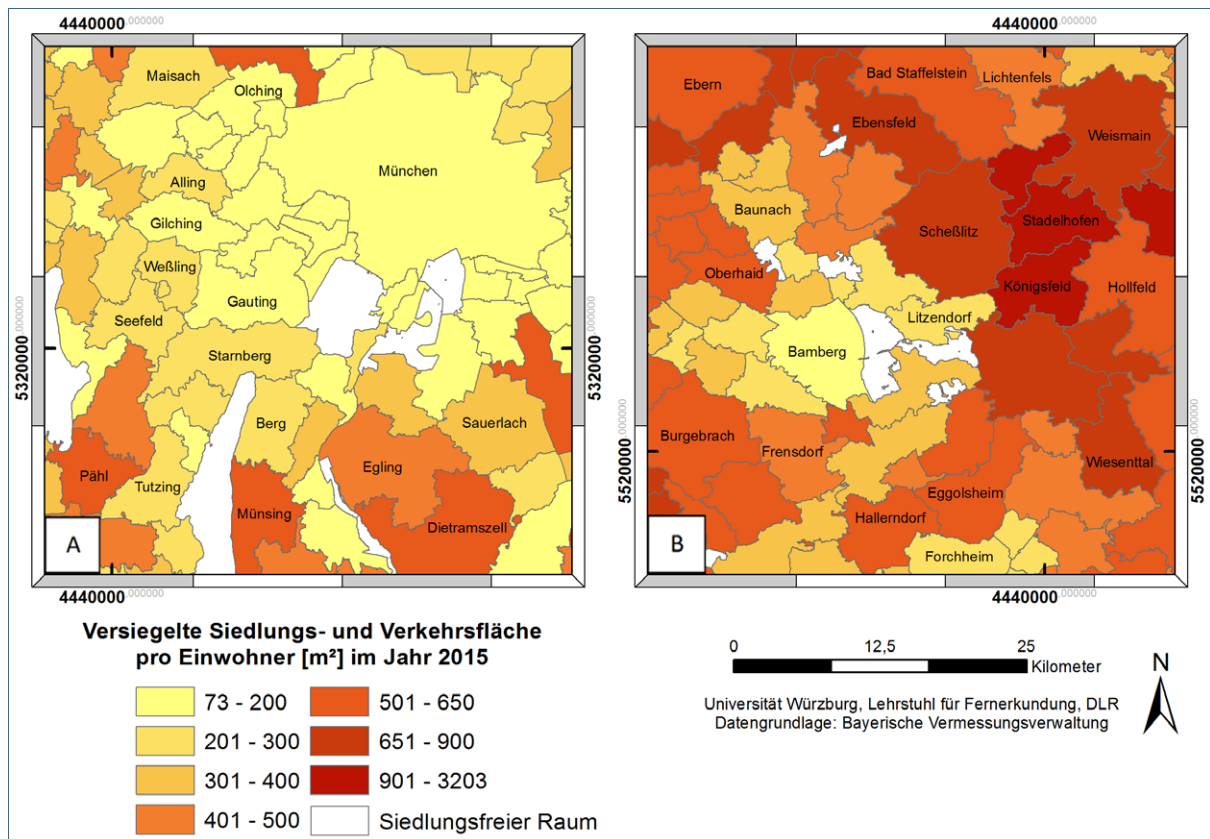 4440000,000000
4440000,000000
Maisach
Olching
München
Alling
Gilching
Weßling
Gauting
Seefeld
Starnberg
Berg
Sauerlach
Egling
Pähl
Tutzing
Münsing
Dietramszell
A
5320000,000000
4440000,000000
Ebern
Bad Staffelstein
Lichtenfels
Ebensfeld
Weismain
Baunach
Stadelhofen
Scheßlitz
Oberhaid
Königsfeld
Hollfeld
Litzendorf
Bamberg
Burgebrach
Frensdorf
Wiesenttal
Eggolsheim
Hallerndorf
Forchheim
B
5320000,000000
5200000,000000
5200000,000000
4440000,000000
4440000,000000
Versiegelte Siedlungs- und Verkehrsfläche
pro Einwohner [m²] im Jahr 2015
73 - 200
201 - 300
301 - 400
401 - 500
501 - 650
651 - 900
901 - 3203
Siedlungsfreier Raum
0
12,5
25
Kilometer
Universität Würzburg, Lehrstuhl für Fernerkundung, DLR
Datengrundlage: Bayerische Vermessungsverwaltung
N